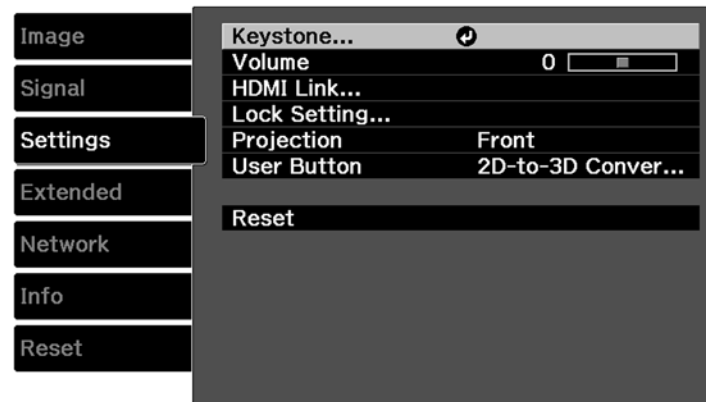 Image
Signal
Settings
Extended
Network
Info
Reset
Keystone...
Volume 0
HDMI Link...
Lock Setting...
Projection Front
User Button 2D-to-3D Conver...
Reset